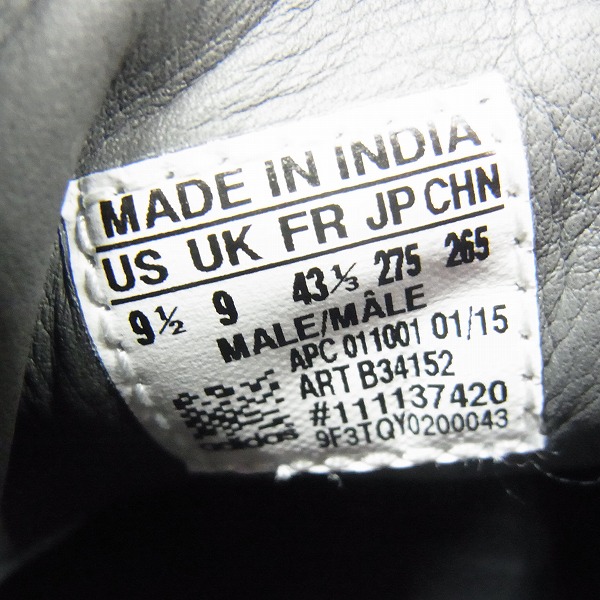 MADE IN INDIA
US UK FR JP CHN
9½ 9 43⅓ 275 265
MALE/MÂLE
APC 011001 01/15
ART B34152
#111137420
9F3TQY0200043
adidas